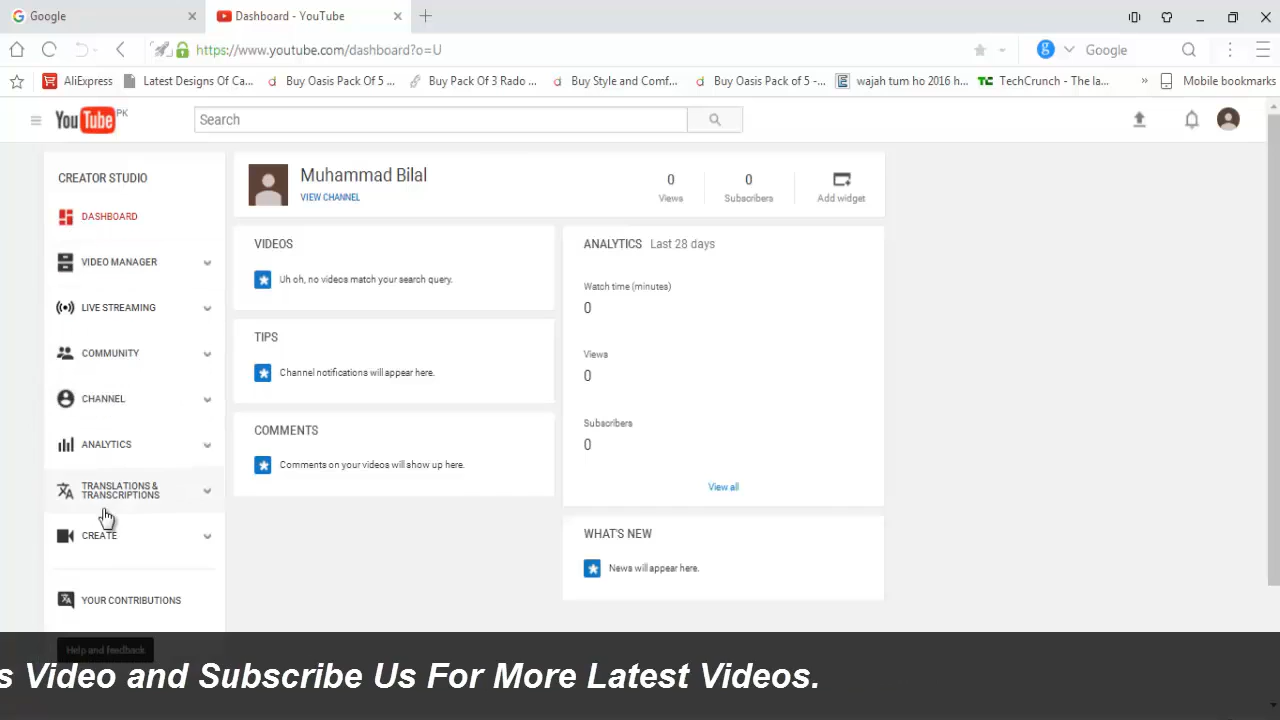 Google
Dashboard - YouTube
https://www.youtube.com/dashboard?o=U
Google
AliExpress
Latest Designs Of Ca...
Buy Oasis Pack Of 5 ...
Buy Pack Of 3 Rado ...
Buy Style and Comf...
Buy Oasis Pack of 5 -...
wajah tum ho 2016 h...
TechCrunch - The la...
Mobile bookmarks
YouTube PK
Search
CREATOR STUDIO
DASHBOARD
VIDEO MANAGER
LIVE STREAMING
COMMUNITY
CHANNEL
ANALYTICS
TRANSLATIONS &
TRANSCRIPTIONS
CREATE
YOUR CONTRIBUTIONS
Help and feedback
Muhammad Bilal
VIEW CHANNEL
0
Views
0
Subscribers
Add widget
VIDEOS
Uh oh, no videos match your search query.
TIPS
Channel notifications will appear here.
COMMENTS
Comments on your videos will show up here.
ANALYTICS Last 28 days
Watch time (minutes)
0
Views
0
Subscribers
0
View all
WHAT'S NEW
News will appear here.
s Video and Subscribe Us For More Latest Videos.